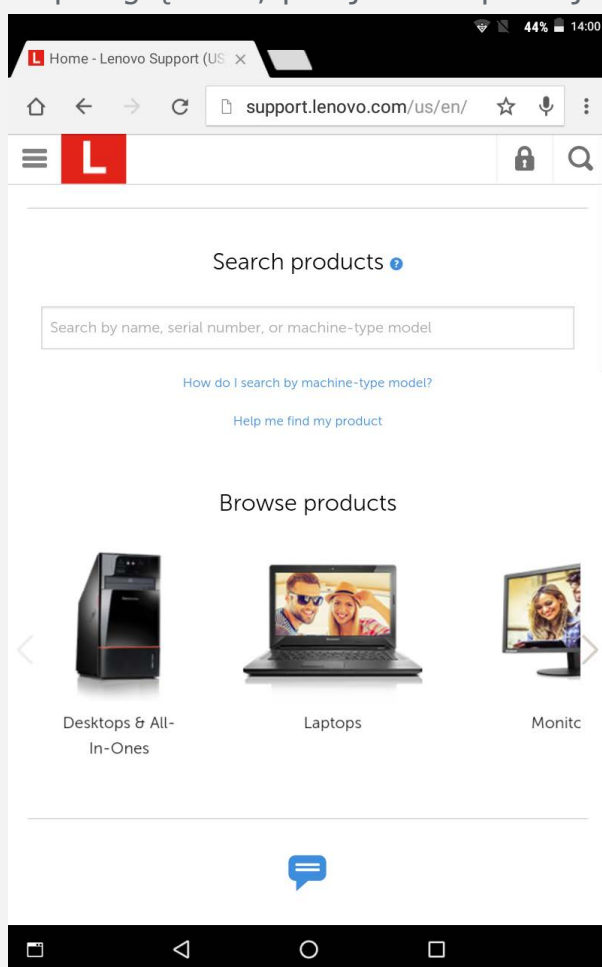 44% 14:00
L Home - Lenovo Support (US
support.lenovo.com/us/en/
L
Search products ?
Search by name, serial number, or machine-type model
How do I search by machine-type model?
Help me find my product
Browse products
Desktops & All-
In-Ones
Laptops
Monito